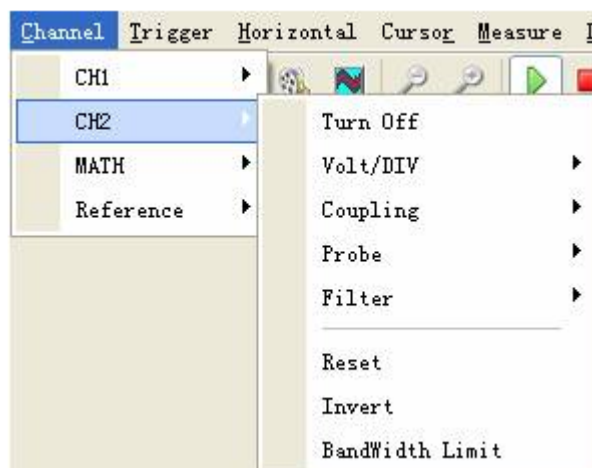 Channel Trigger Horizontal Cursor Measure
CH1
CH2
MATH
Reference
Turn Off
Volt/DIV
Coupling
Probe
Filter
Reset
Invert
BandWidth Limit